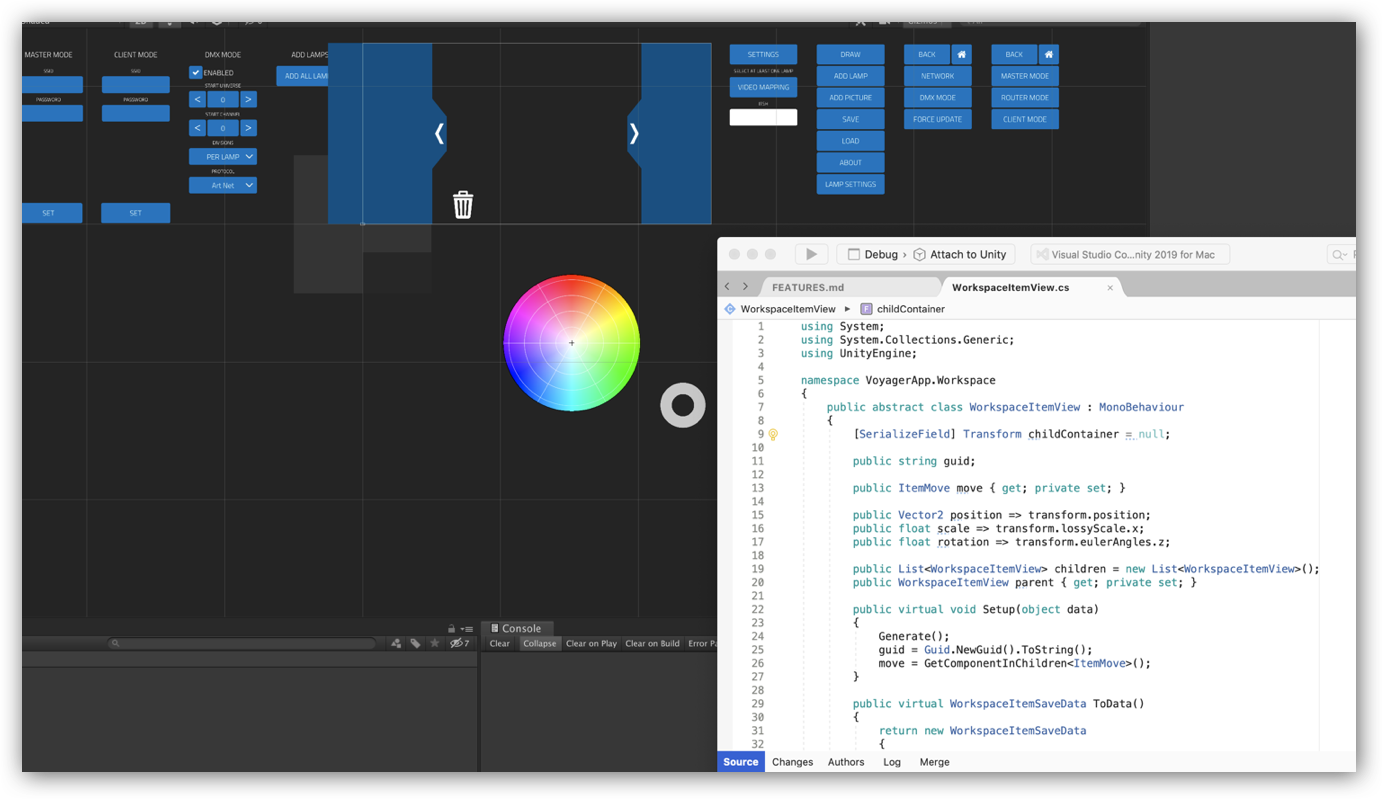 2D
Gizmos
MASTER MODE
SSID
PASSWORD
SET
CLIENT MODE
SSID
PASSWORD
SET
DMX MODE
ENABLED
START UNIVERSE
< 0 >
START CHANNEL
< 0 >
DIVISIONS
PER LAMP
PROTOCOL
Art Net
ADD LAMPS
ADD ALL LAM
SETTINGS
SELECT AT LEAST ONE LAMP
VIDEO MAPPING
DRAW
ADD LAMP
ADD PICTURE
SAVE
LOAD
ABOUT
LAMP SETTINGS
BACK
NETWORK
DMX MODE
FORCE UPDATE
BACK
MASTER MODE
ROUTER MODE
CLIENT MODE
Debug › Attach to Unity
Visual Studio Co...nity 2019 for Mac
FEATURES.md
WorkspaceItemView.cs
WorkspaceItemView
F childContainer
1 using System;
2 using System.Collections.Generic;
3 using UnityEngine;
4
5 namespace VoyagerApp.Workspace
6 {
7 public abstract class WorkspaceItemView : MonoBehaviour
8 {
9 [SerializeField] Transform childContainer = null;
10
11 public string guid;
12
13 public ItemMove move { get; private set; }
14
15 public Vector2 position => transform.position;
16 public float scale => transform.lossyScale.x;
17 public float rotation => transform.eulerAngles.z;
18
19 public List<WorkspaceItemView> children = new List<WorkspaceItemView>();
20 public WorkspaceItemView parent { get; private set; }
21
22 public virtual void Setup(object data)
23 {
24 Generate();
25 guid = Guid.NewGuid().ToString();
26 move = GetComponentInChildren<ItemMove>();
27 }
28
29 public virtual WorkspaceItemSaveData ToData()
30 {
31 return new WorkspaceItemSaveData
32 {
Source Changes Authors Log Merge
7
Console
Clear Collapse Clear on Play Clear on Build Error Pa